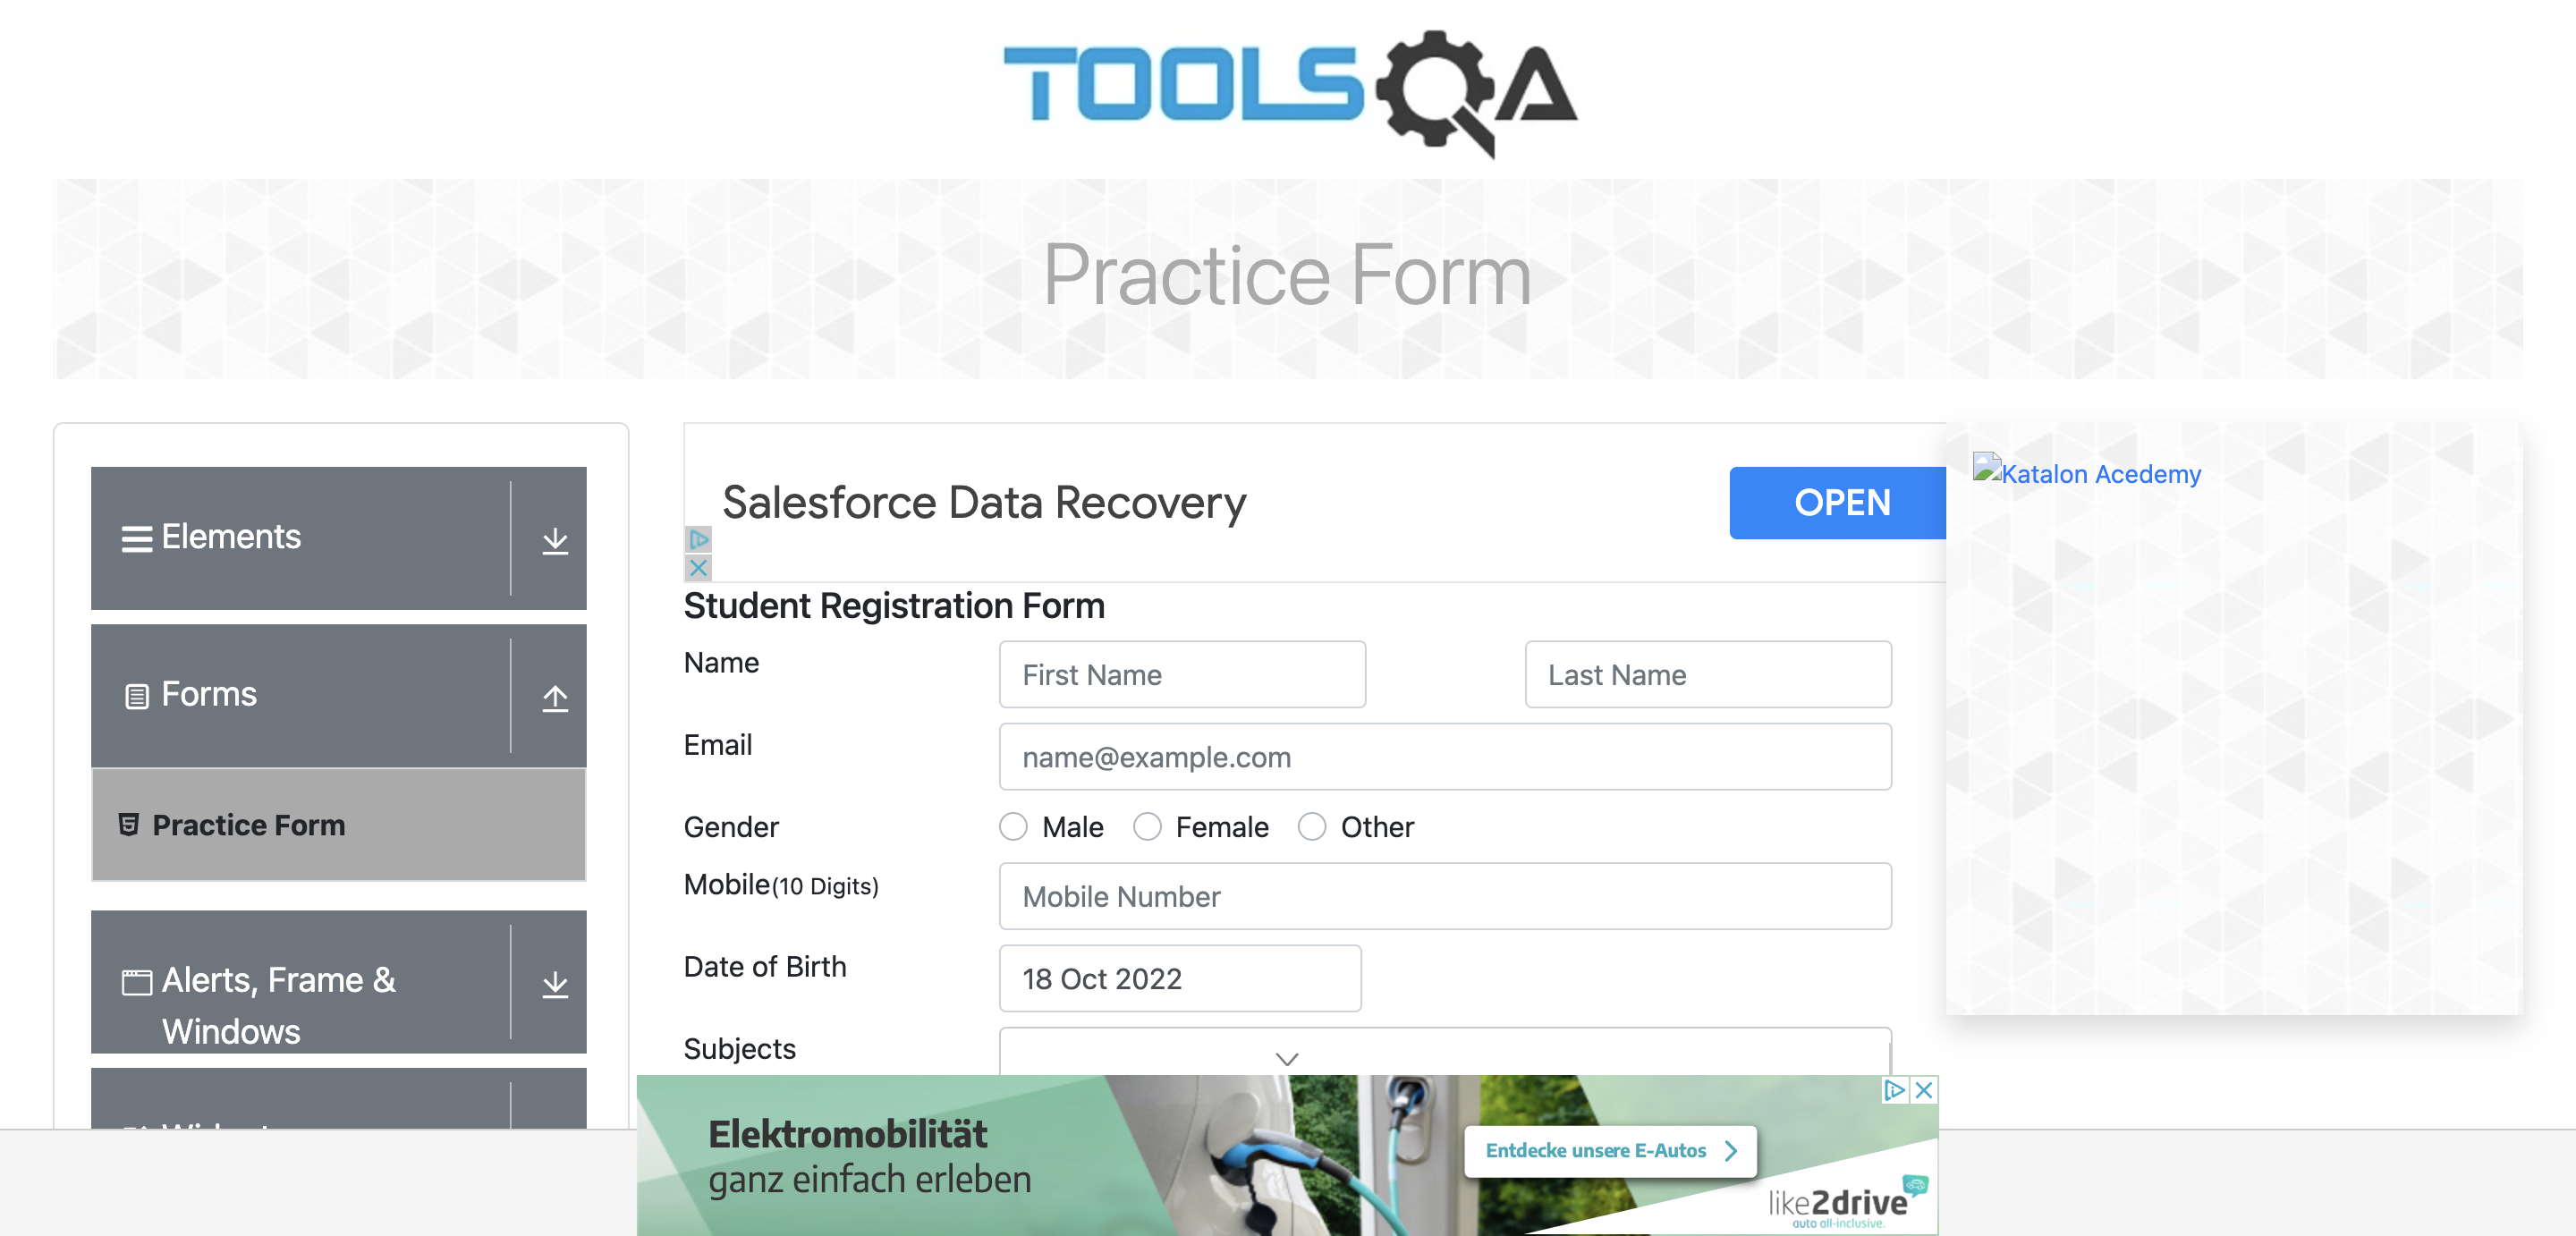 TOOLSQA
Practice Form
Elements
Forms
Practice Form
Alerts, Frame &
Windows
Salesforce Data Recovery
OPEN
Student Registration Form
Name
First Name
Last Name
Email
name@example.com
Gender
Male
Female
Other
Mobile(10 Digits)
Mobile Number
Date of Birth
18 Oct 2022
Subjects
Katalon Acedemy
Elektromobilität
ganz einfach erleben
Entdecke unsere E-Autos
like2drive
auto all-inclusive.